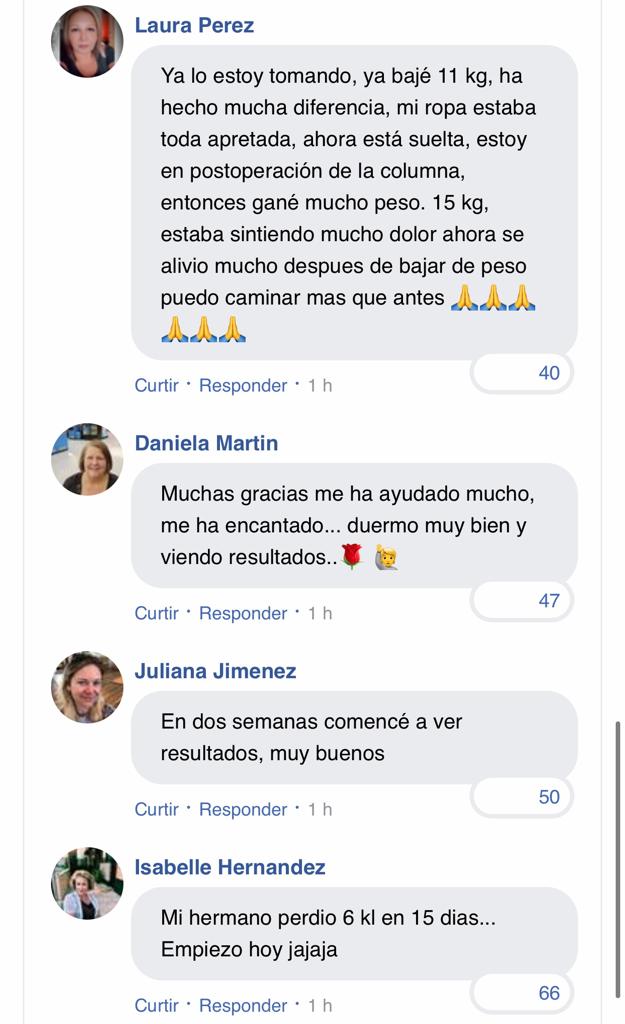 Laura Perez
Ya lo estoy tomando, ya bajé 11 kg, ha
hecho mucha diferencia, mi ropa estaba
toda apretada, ahora está suelta, estoy
en postoperación de la columna,
entonces gané mucho peso. 15 kg,
estaba sintiendo mucho dolor ahora se
alivio mucho despues de bajar de peso
puedo caminar mas que antes 🙏🙏🙏
🙏🙏🙏
40
Curtir · Responder · 1 h
Daniela Martin
Muchas gracias me ha ayudado mucho,
me ha encantado... duermo muy bien y
viendo resultados..🌹 🙋
47
Curtir · Responder · 1 h
Juliana Jimenez
En dos semanas comencé a ver
resultados, muy buenos
50
Curtir · Responder · 1 h
Isabelle Hernandez
Mi hermano perdio 6 kl en 15 dias...
Empiezo hoy jajaja
66
Curtir · Responder · 1 h